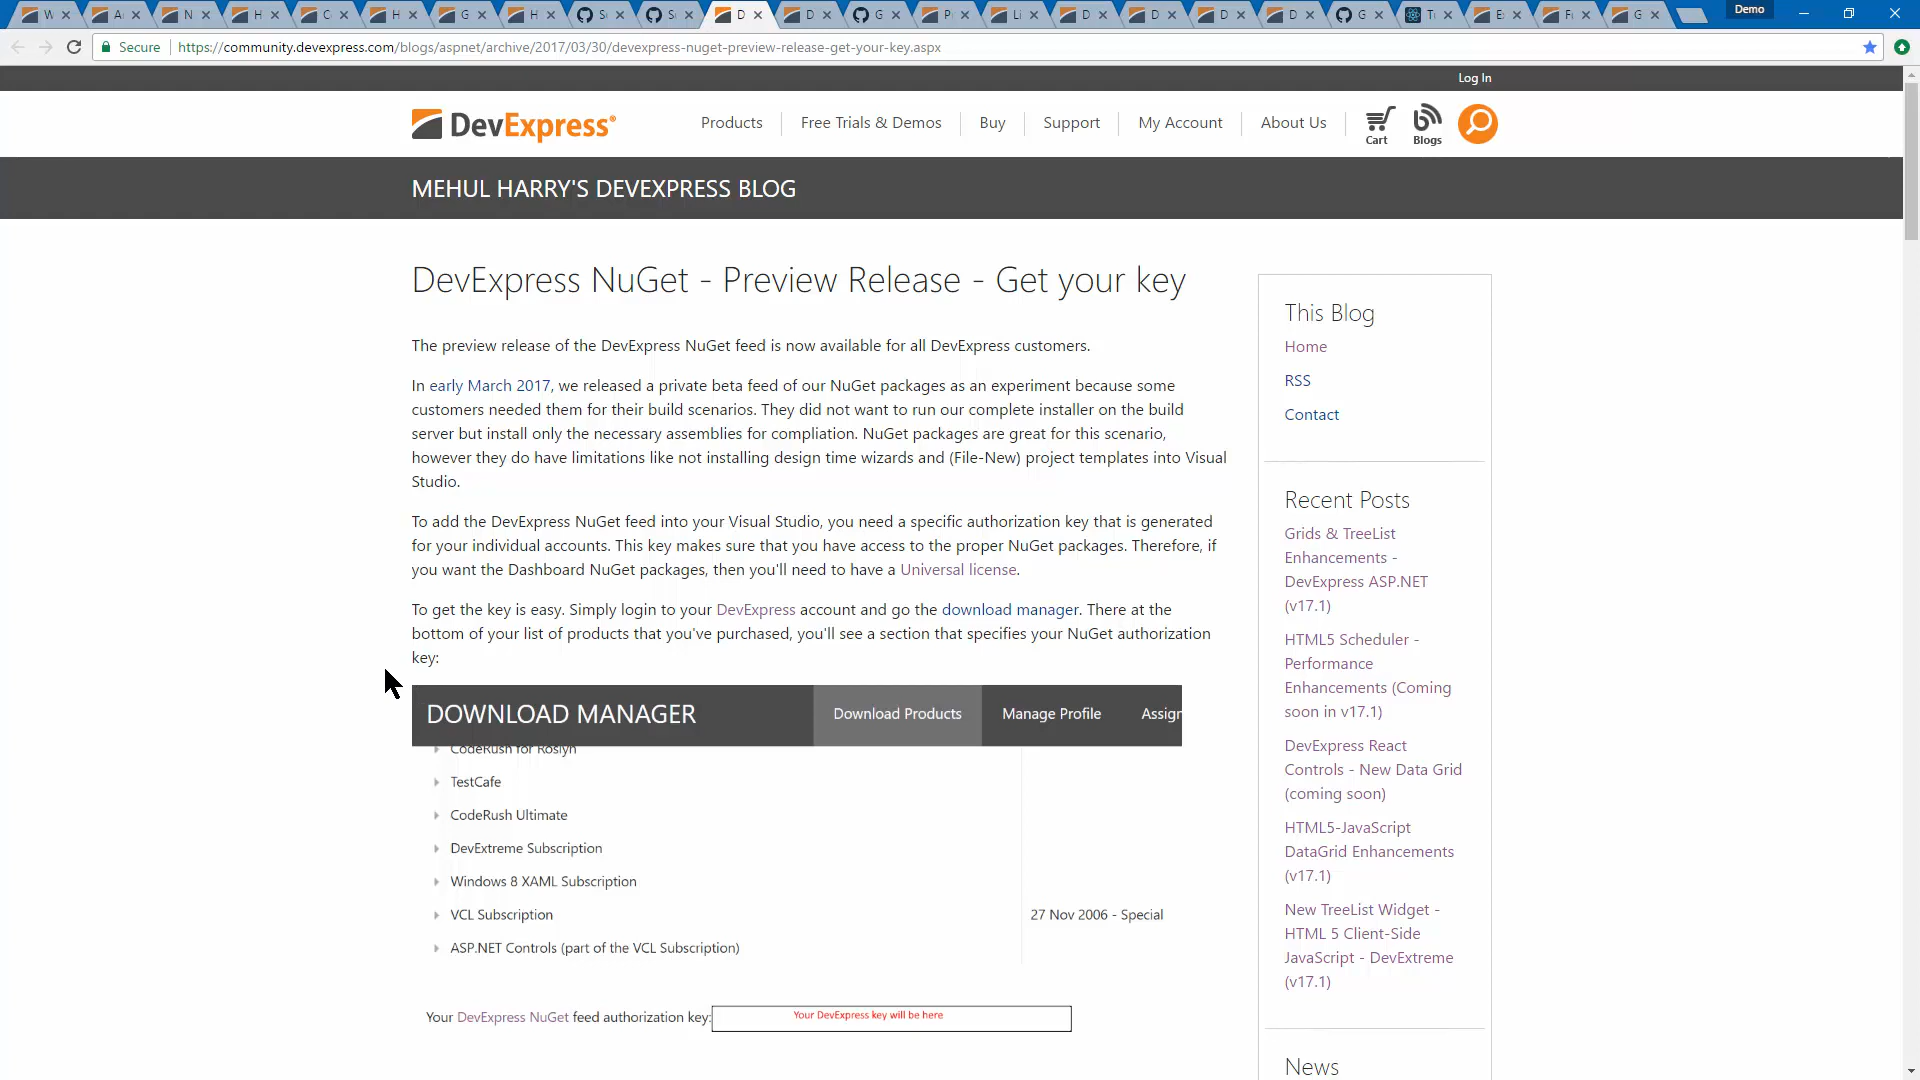 W
A
N
H
C
H
G
H
S
S
D
D
G
P
Li
D
D
D
D
G
T
E
F
G
Demo
Secure
https://community.devexpress.com/blogs/aspnet/archive/2017/03/30/devexpress-nuget-preview-release-get-your-key.aspx
Log In
DevExpress®
Products
Free Trials & Demos
Buy
Support
My Account
About Us
Cart
Blogs
MEHUL HARRY'S DEVEXPRESS BLOG
DevExpress NuGet - Preview Release - Get your key
The preview release of the DevExpress NuGet feed is now available for all DevExpress customers.
In early March 2017, we released a private beta feed of our NuGet packages as an experiment because some
customers needed them for their build scenarios. They did not want to run our complete installer on the build
server but install only the necessary assemblies for compliation. NuGet packages are great for this scenario,
however they do have limitations like not installing design time wizards and (File-New) project templates into Visual
Studio.
To add the DevExpress NuGet feed into your Visual Studio, you need a specific authorization key that is generated
for your individual accounts. This key makes sure that you have access to the proper NuGet packages. Therefore, if
you want the Dashboard NuGet packages, then you'll need to have a Universal license.
To get the key is easy. Simply login to your DevExpress account and go the download manager. There at the
bottom of your list of products that you've purchased, you'll see a section that specifies your NuGet authorization
key:
DOWNLOAD MANAGER
Download Products
Manage Profile
Assign
CodeRush for Roslyn
TestCafe
CodeRush Ultimate
DevExtreme Subscription
Windows 8 XAML Subscription
VCL Subscription
27 Nov 2006 - Special
ASP.NET Controls (part of the VCL Subscription)
Your DevExpress NuGet feed authorization key:
Your DevExpress key will be here
This Blog
Home
RSS
Contact
Recent Posts
Grids & TreeList
Enhancements -
DevExpress ASP.NET
(v17.1)
HTML5 Scheduler -
Performance
Enhancements (Coming
soon in v17.1)
DevExpress React
Controls - New Data Grid
(coming soon)
HTML5-JavaScript
DataGrid Enhancements
(v17.1)
New TreeList Widget -
HTML 5 Client-Side
JavaScript - DevExtreme
(v17.1)
News